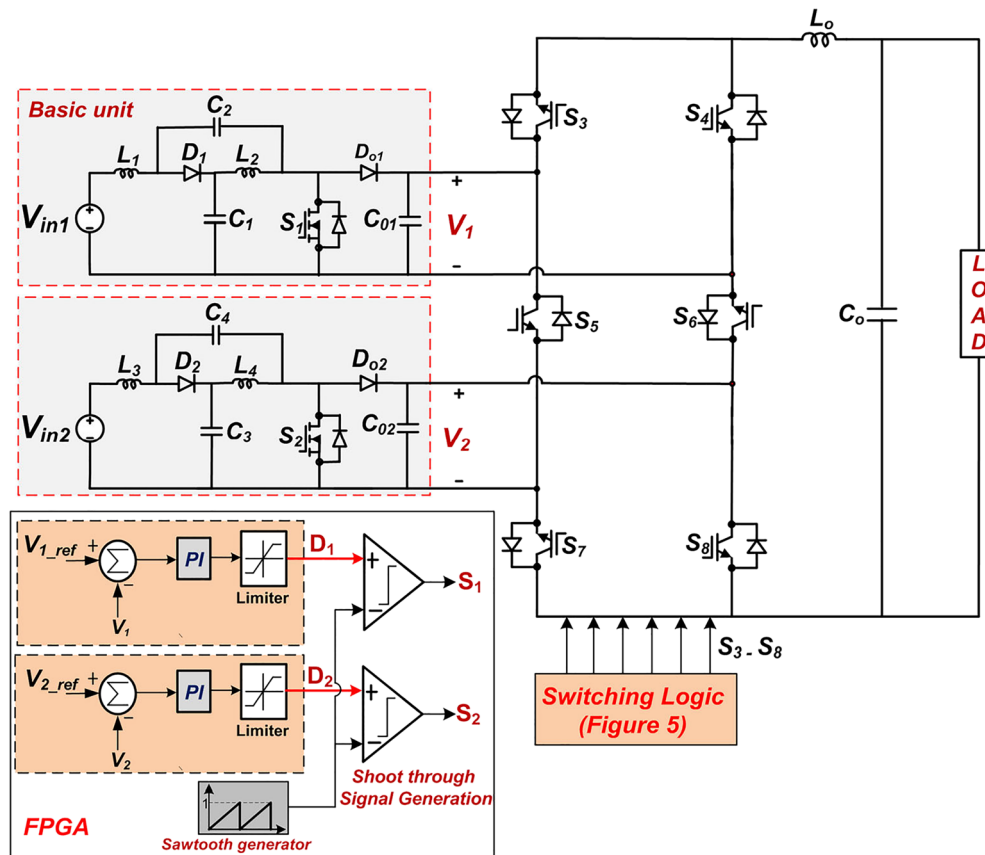 Basic unit
C2
L1
D1
L2
Do1
Vin1
C1
S1
C01
+
V1
−
C4
L3
D2
L4
Do2
Vin2
C3
S2
C02
+
V2
−
Lo
S3
S4
S5
S6
S7
S8
Co
LOAD
S3 - S8
Switching Logic
(Figure 5)
V1_ref
+
−
Σ
V1
PI
Limiter
D1
+
−
S1
V2_ref
+
−
Σ
V2
PI
Limiter
D2
+
−
S2
Shoot through
Signal Generation
1
Sawtooth generator
FPGA